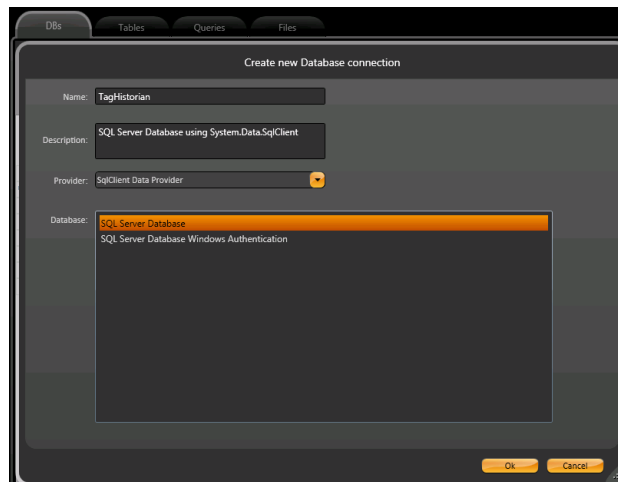 DBs Tables Queries Files
Create new Database connection
Name: TagHistorian
Description: SQL Server Database using System.Data.SqlClient
Provider: SqlClient Data Provider
Database: SQL Server Database
SQL Server Database Windows Authentication
Ok Cancel